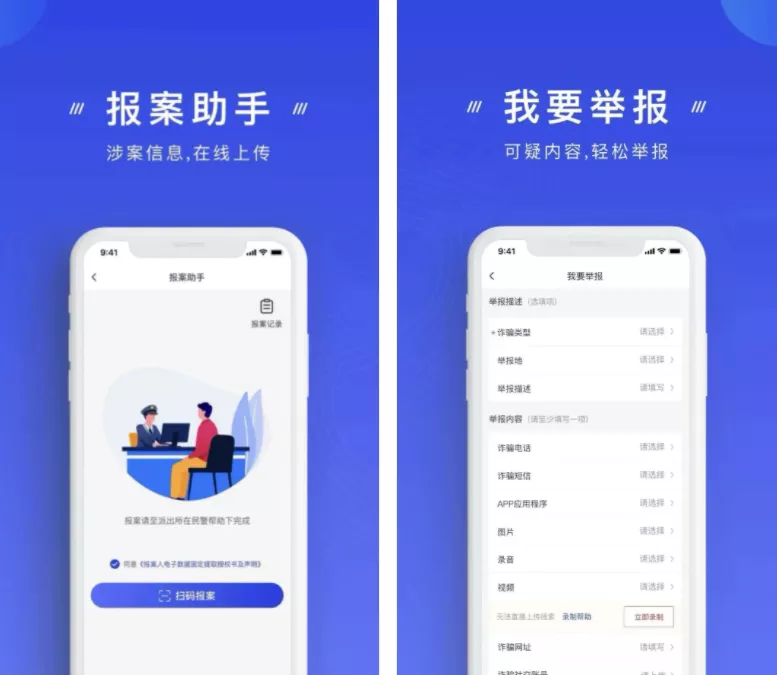 报案助手
涉案信息,在线上传
9:41
报案助手
报案记录
报案请至派出所在民警帮助下完成
同意《报案人电子数据固定提取授权书及声明》
扫码报案
我要举报
可疑内容,轻松举报
9:41
我要举报
举报描述（选填项）
*诈骗类型 请选择
举报地 请选择
举报描述 请填写
举报内容（请至少填写一项）
诈骗电话 请选择
诈骗短信 请选择
APP应用程序 请选择
图片 请选择
录音 请选择
视频 请选择
无法直接上传线索 录制帮助 立即录制
诈骗网址 请填写
诈骗社交账号 请上传